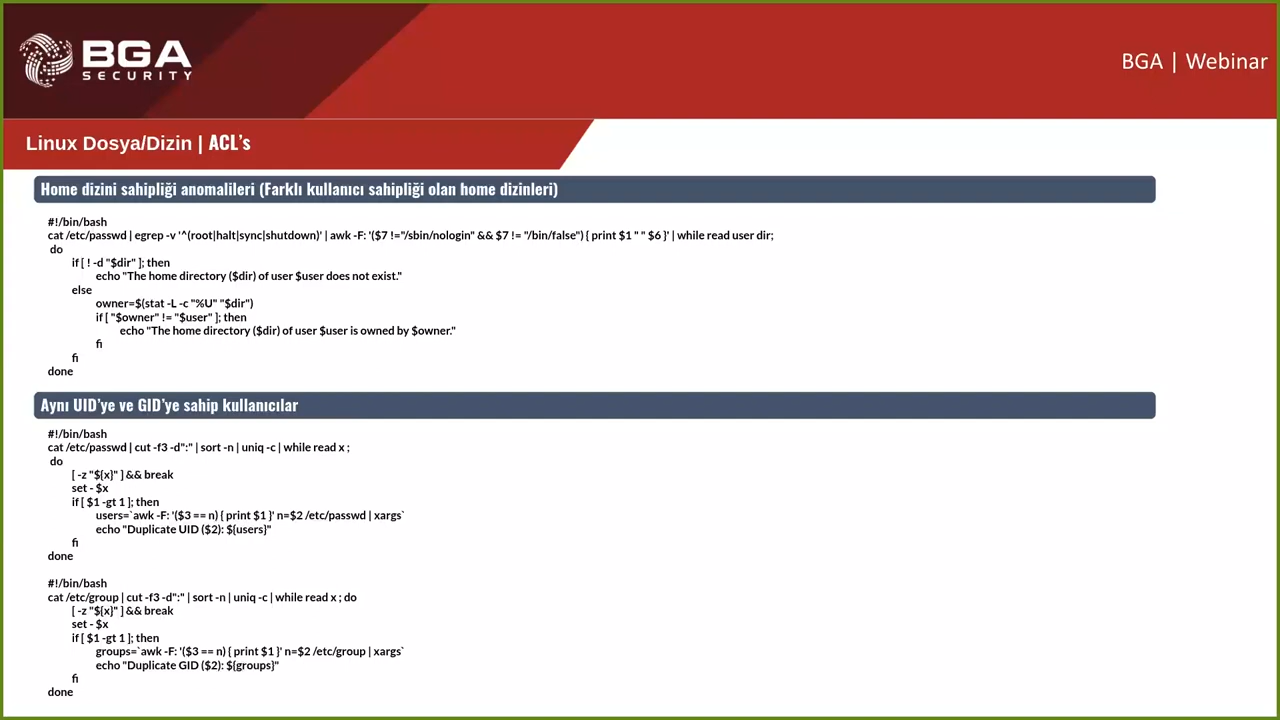 BGA
SECURITY
BGA | Webinar
Linux Dosya/Dizin | ACL's
Home dizini sahipliği anomalileri (Farklı kullanıcı sahipliği olan home dizinleri)
#!/bin/bash
cat /etc/passwd | egrep -v '^(root|halt|sync|shutdown)' | awk -F: '($7 !="/sbin/nologin" && $7 != "/bin/false") { print $1 " " $6 }' | while read user dir;
do
if [ ! -d "$dir" ]; then
echo "The home directory ($dir) of user $user does not exist."
else
owner=$(stat -L -c "%U" "$dir")
if [ "$owner" != "$user" ]; then
echo "The home directory ($dir) of user $user is owned by $owner."
fi
fi
done
Aynı UID'ye ve GID'ye sahip kullanıcılar
#!/bin/bash
cat /etc/passwd | cut -f3 -d":" | sort -n | uniq -c | while read x ;
do
[ -z "${x}" ] && break
set - $x
if [ $1 -gt 1 ]; then
users=`awk -F: '($3 == n) { print $1 }' n=$2 /etc/passwd | xargs`
echo "Duplicate UID ($2): ${users}"
fi
done
#!/bin/bash
cat /etc/group | cut -f3 -d":" | sort -n | uniq -c | while read x ; do
[ -z "${x}" ] && break
set - $x
if [ $1 -gt 1 ]; then
groups=`awk -F: '($3 == n) { print $1 }' n=$2 /etc/group | xargs`
echo "Duplicate GID ($2): ${groups}"
fi
done